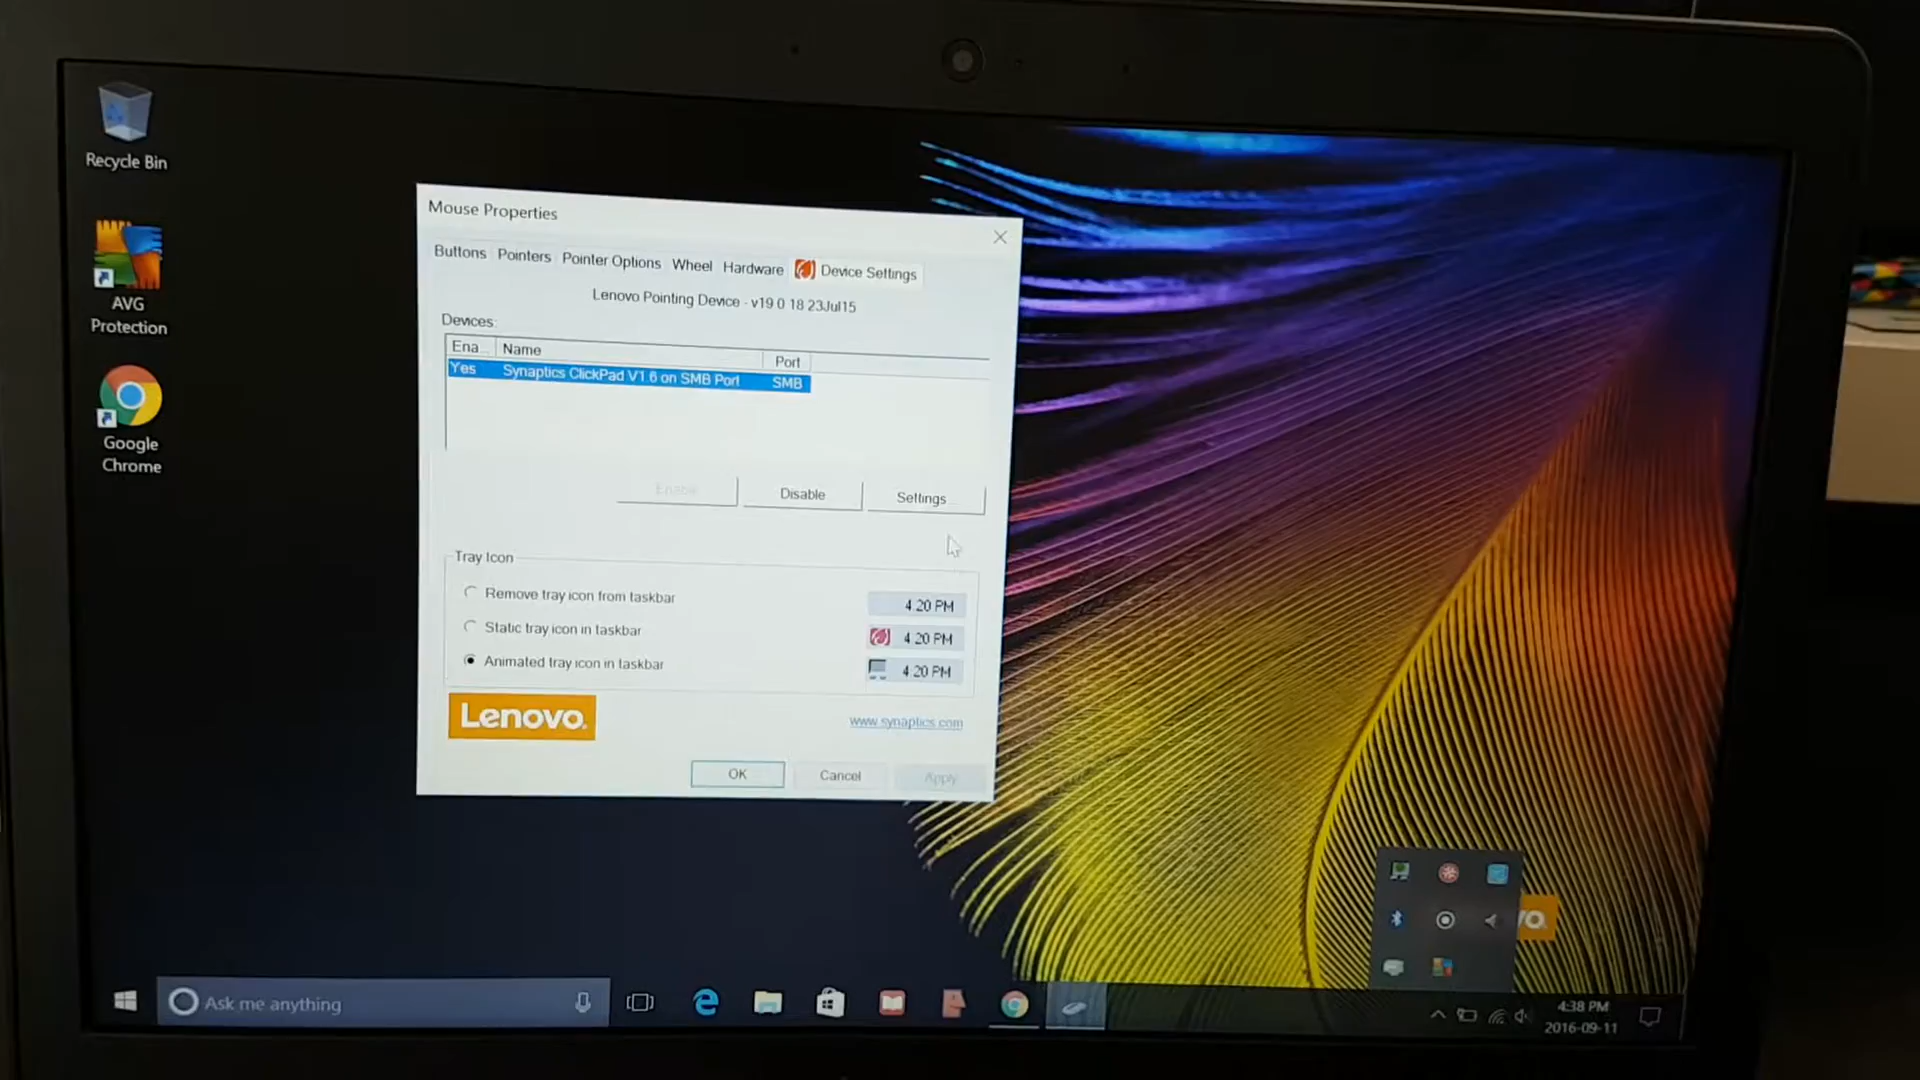 Recycle Bin
AVG
Protection
Google
Chrome
Mouse Properties
Buttons Pointers Pointer Options Wheel Hardware Device Settings
Lenovo Pointing Device - v19 0 18 23Jul15
Devices:
Ena... Name Port
Yes Synaptics ClickPad V1.6 on SMB Port SMB
Enable Disable Settings...
Tray Icon
Remove tray icon from taskbar 4:20 PM
Static tray icon in taskbar 4:20 PM
Animated tray icon in taskbar 4:20 PM
Lenovo.
www.synaptics.com
OK Cancel Apply
vo.
Ask me anything
4:38 PM
2016-09-11